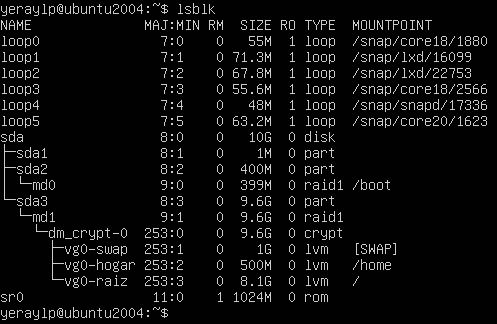 yeraylp@ubuntu2004:~$ lsblk
NAME MAJ:MIN RM SIZE RO TYPE MOUNTPOINT
loop0 7:0 0 55M 1 loop /snap/core18/1880
loop1 7:1 0 71.3M 1 loop /snap/lxd/16099
loop2 7:2 0 67.8M 1 loop /snap/lxd/22753
loop3 7:3 0 55.6M 1 loop /snap/core18/2566
loop4 7:4 0 48M 1 loop /snap/snapd/17336
loop5 7:5 0 63.2M 1 loop /snap/core20/1623
sda 8:0 0 10G 0 disk
├─sda1 8:1 0 1M 0 part
├─sda2 8:2 0 400M 0 part
│ └─md0 9:0 0 399M 0 raid1 /boot
└─sda3 8:3 0 9.6G 0 part
└─md1 9:1 0 9.6G 0 raid1
└─dm_crypt-0 253:0 0 9.6G 0 crypt
├─vg0-swap 253:1 0 1G 0 lvm [SWAP]
├─vg0-hogar 253:2 0 500M 0 lvm /home
└─vg0-raiz 253:3 0 8.1G 0 lvm /
sr0 11:0 1 1024M 0 rom
yeraylp@ubuntu2004:~$